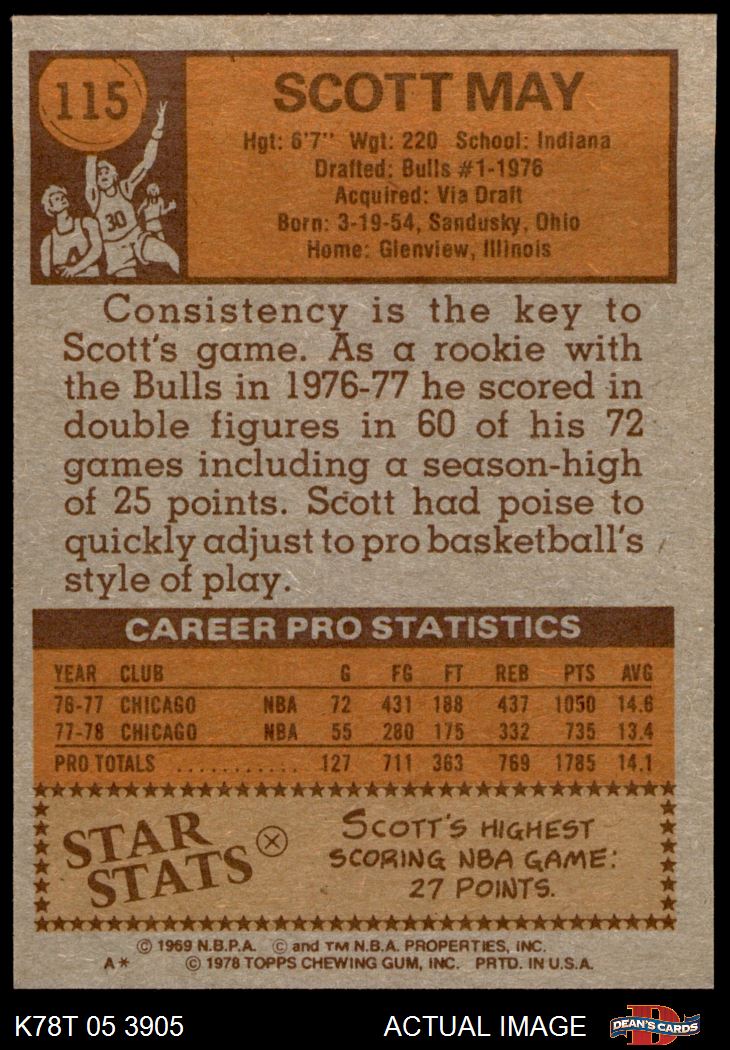 115
SCOTT MAY
Hgt: 6'7" Wgt: 220 School: Indiana
Drafted: Bulls #1-1976
Acquired: Via Draft
Born: 3-19-54, Sandusky, Ohio
Home: Glenview, Illinois
30
Consistency is the key to
Scott's game. As a rookie with
the Bulls in 1976-77 he scored in
double figures in 60 of his 72
games including a season-high
of 25 points. Scott had poise to
quickly adjust to pro basketball's
style of play.
CAREER PRO STATISTICS
YEAR CLUB G FG FT REB PTS AVG
76-77 CHICAGO NBA 72 431 188 437 1050 14.6
77-78 CHICAGO NBA 55 280 175 332 735 13.4
PRO TOTALS ........... 127 711 363 769 1785 14.1
STAR
STATS
SCOTT'S HIGHEST
SCORING NBA GAME:
27 POINTS.
© 1969 N.B.P.A. © and TM N.B.A. PROPERTIES, INC.
A* © 1978 TOPPS CHEWING GUM, INC. PRTD. IN U.S.A.
K78T 05 3905 ACTUAL IMAGE DEAN'S CARDS